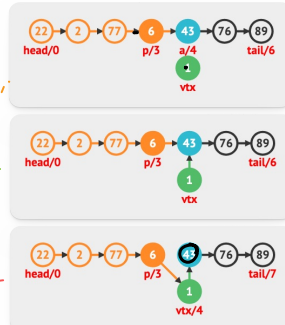 22 2 77 6 43 76 89
head/0 p/3 a/4 tail/6
1
vtx
22 2 77 6 43 76 89
head/0 p/3 tail/6
1
vtx
22 2 77 6 43 76 89
head/0 p/3 tail/7
1
vtx/4